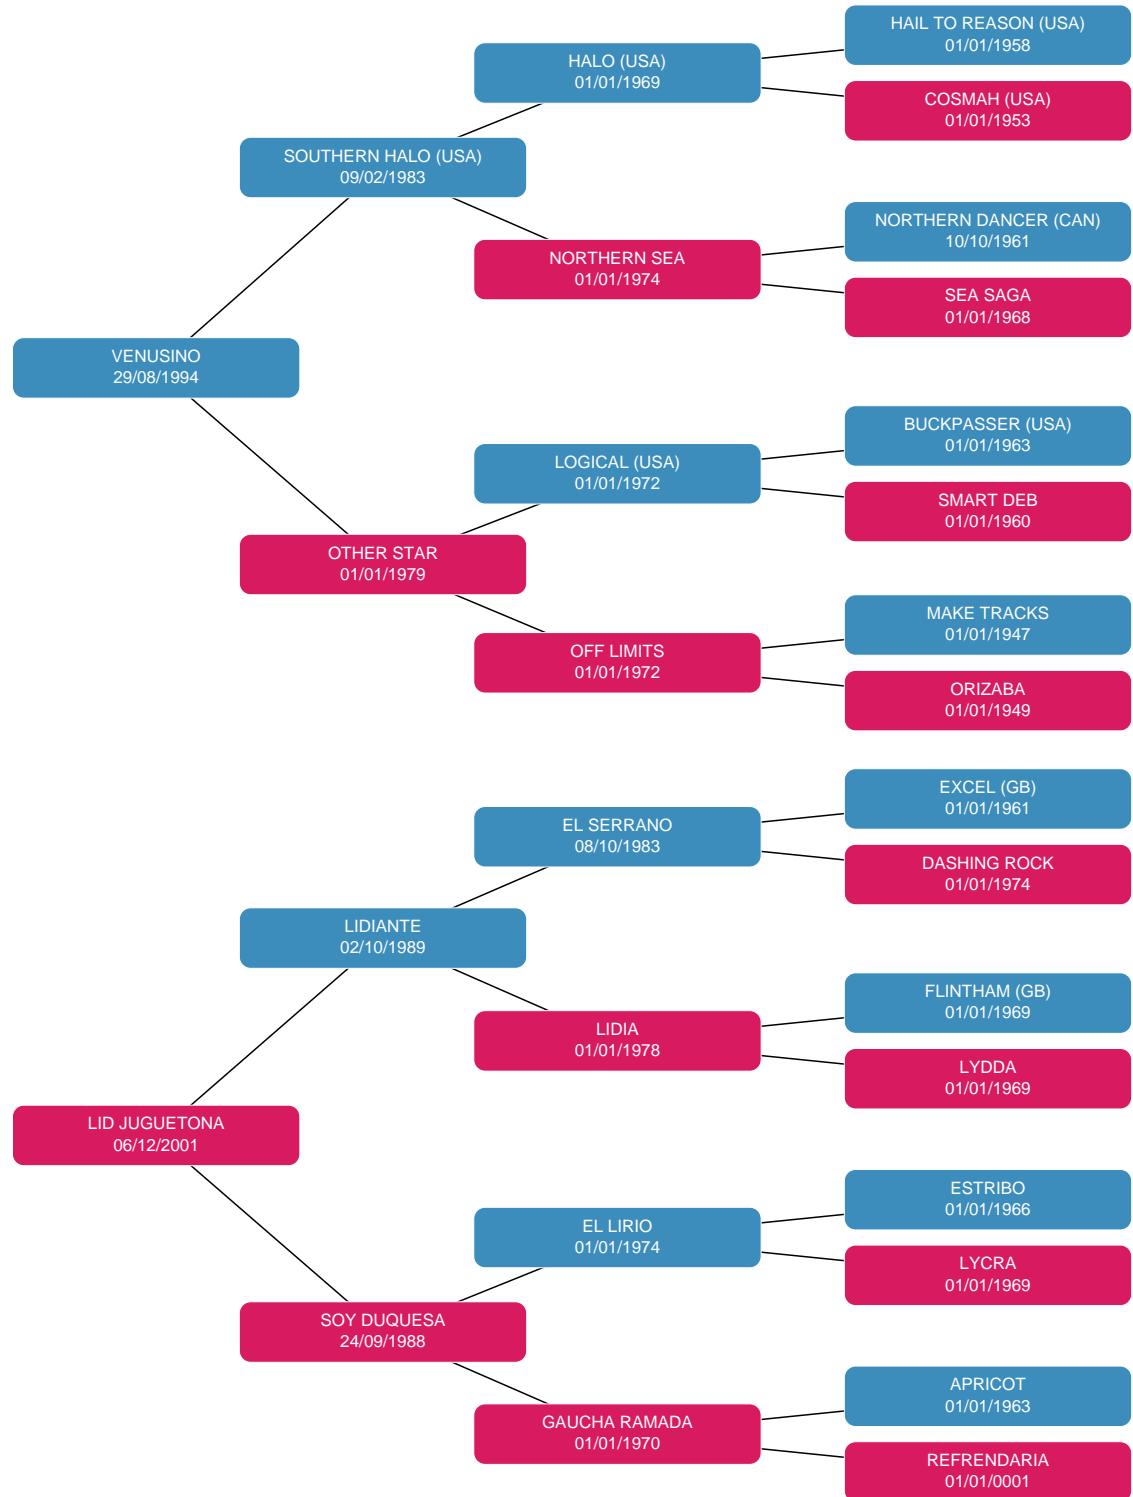 HAIL TO REASON (USA)
01/01/1958
HALO (USA)
01/01/1969
COSMAH (USA)
01/01/1953
SOUTHERN HALO (USA)
09/02/1983
NORTHERN DANCER (CAN)
10/10/1961
NORTHERN SEA
01/01/1974
SEA SAGA
01/01/1968
VENUSINO
29/08/1994
BUCKPASSER (USA)
01/01/1963
LOGICAL (USA)
01/01/1972
SMART DEB
01/01/1960
OTHER STAR
01/01/1979
MAKE TRACKS
01/01/1947
OFF LIMITS
01/01/1972
ORIZABA
01/01/1949
EXCEL (GB)
01/01/1961
EL SERRANO
08/10/1983
DASHING ROCK
01/01/1974
LIDIANTE
02/10/1989
FLINTHAM (GB)
01/01/1969
LIDIA
01/01/1978
LYDDA
01/01/1969
LID JUGUETONA
06/12/2001
ESTRIBO
01/01/1966
EL LIRIO
01/01/1974
LYCRA
01/01/1969
SOY DUQUESA
24/09/1988
APRICOT
01/01/1963
GAUCHA RAMADA
01/01/1970
REFRENDARIA
01/01/0001